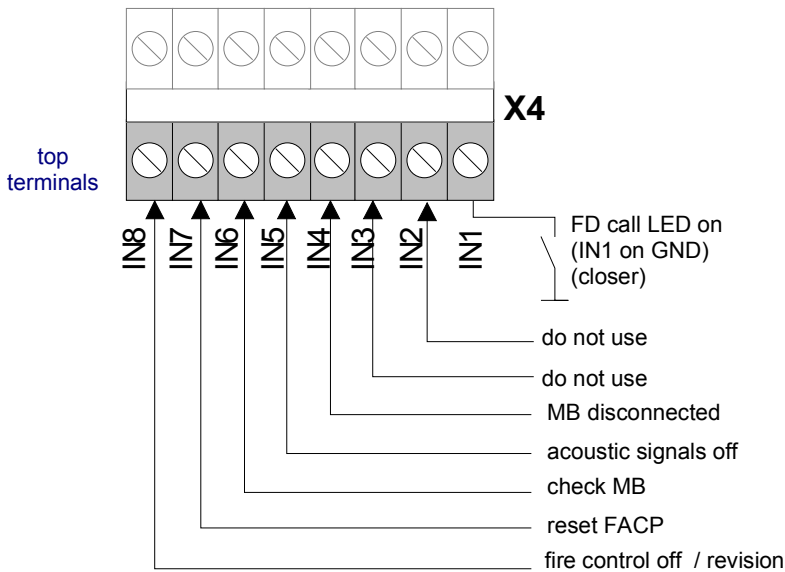 X4
top
terminals
IN8 IN7 IN6 IN5 IN4 IN3 IN2 IN1
FD call LED on
(IN1 on GND)
(closer)
do not use
do not use
MB disconnected
acoustic signals off
check MB
reset FACP
fire control off / revision